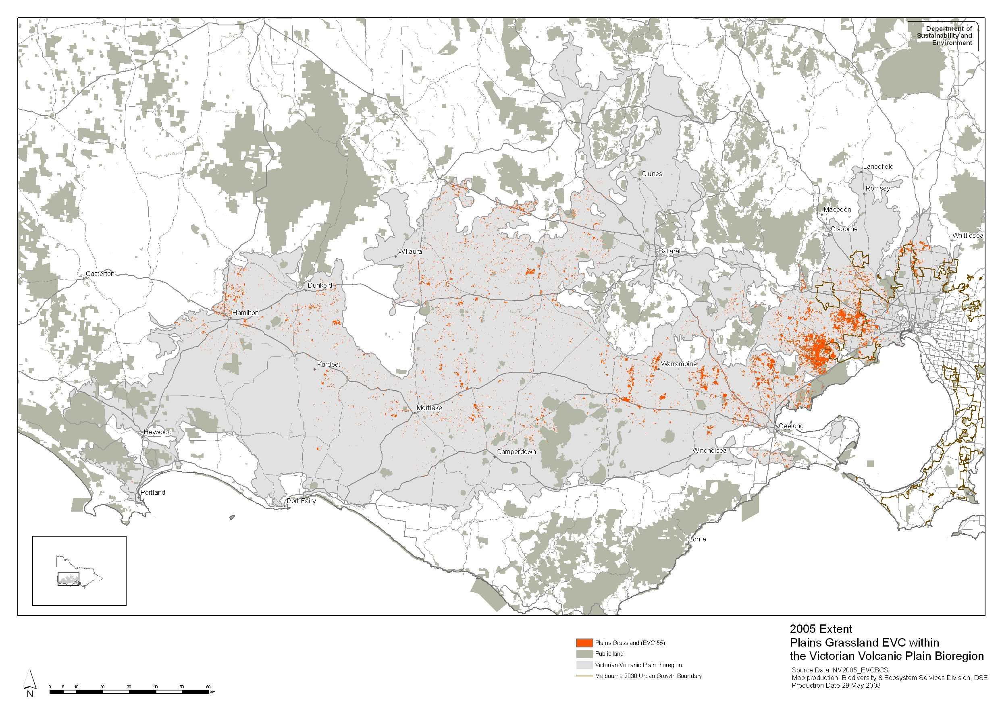 Department of
Sustainability and
Environment
Lancefield
Clunes
Romsey
Macedon
Gisborne
Whittlesea
Willaura
Ballarat
Casterton
Dunkeld
Hamilton
Purdeet
Warrambine
Mortlake
Geelong
Heywood
Camperdown
Winchelsea
Portland
Port Fairy
Lorne
2005 Extent
Plains Grassland EVC within
the Victorian Volcanic Plain Bioregion
Plains Grassland (EVC 55)
Public land
Victorian Volcanic Plain Bioregion
Melbourne 2030 Urban Growth Boundary
Source Data: NV2005_EVCBCS
Map production: Biodiversity & Ecosystem Services Division, DSE
Production Date:29 May 2008
N
0 5 10 20 30 40 50 60
Km